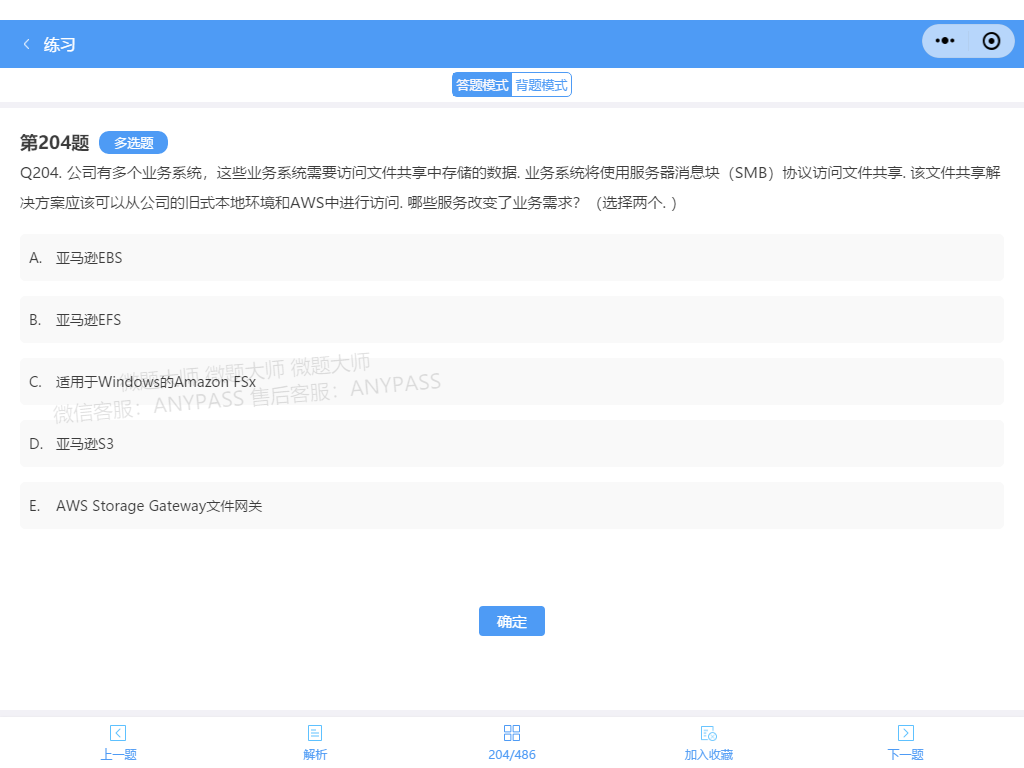 练习
答题模式 背题模式
第204题 多选题
Q204. 公司有多个业务系统，这些业务系统需要访问文件共享中存储的数据. 业务系统将使用服务器消息块（SMB）协议访问文件共享. 该文件共享解
决方案应该可以从公司的旧式本地环境和AWS中进行访问. 哪些服务改变了业务需求？（选择两个. ）
A. 亚马逊EBS
B. 亚马逊EFS
微题大师 微题大师 微题大师
C. 适用于Windows的Amazon FSx
微信客服：ANYPASS 售后客服：ANYPASS
D. 亚马逊S3
E. AWS Storage Gateway文件网关
确定
上一题 解析 204/486 加入收藏 下一题